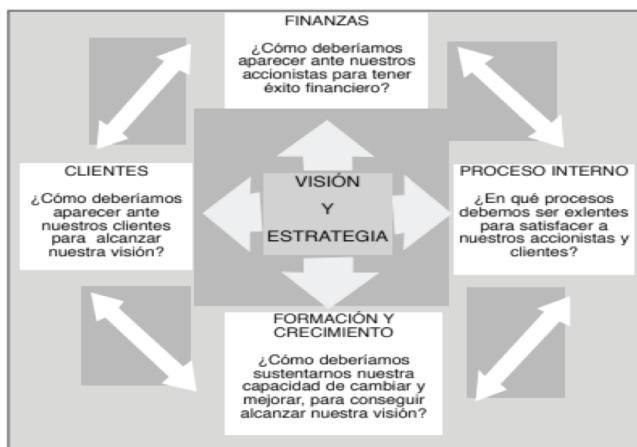 FINANZAS
¿Cómo deberíamos
aparecer ante nuestros
accionistas para tener
éxito financiero?
CLIENTES
¿Cómo deberíamos
aparecer ante
nuestros clientes
para alcanzar
nuestra visión?
VISIÓN
Y
ESTRATEGIA
PROCESO INTERNO
¿En qué procesos
debemos ser exlentes
para satisfacer a
nuestros accionistas y
clientes?
FORMACIÓN Y
CRECIMIENTO
¿Cómo deberíamos
sustentarnos nuestra
capacidad de cambiar y
mejorar, para conseguir
alcanzar nuestra visión?